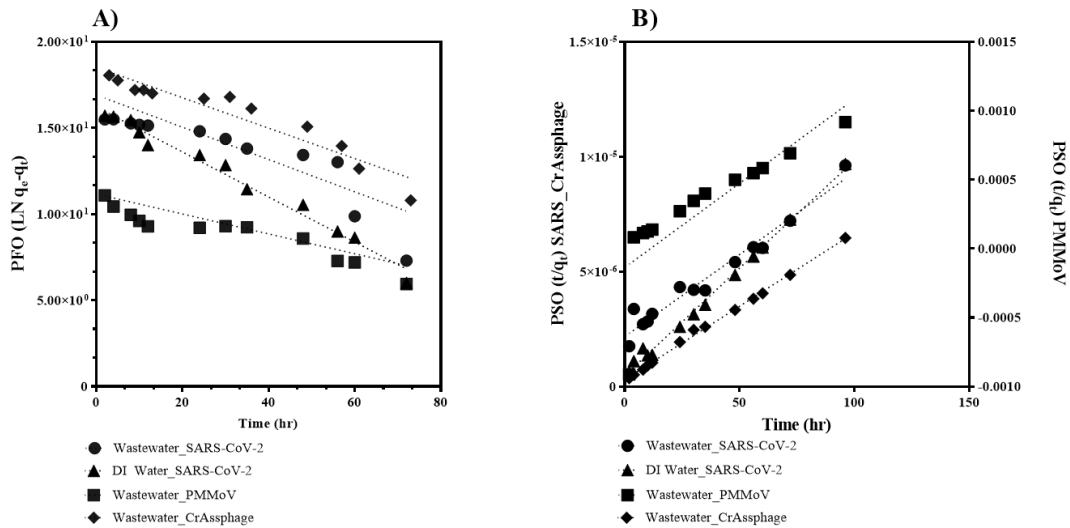 A)
PFO (LN qe-qt)
2.00×10¹
1.50×10¹
1.00×10¹
5.00×10⁰
0
0 20 40 60 80
Time (hr)
Wastewater_SARS-CoV-2
DI Water_SARS-CoV-2
Wastewater_PMMoV
Wastewater_CrAssphage
B)
PSO (t/qt) SARS_CrAssphage
1.5×10⁻⁵
1×10⁻⁵
5×10⁻⁶
0
0 50 100 150
Time (hr)
0.0015
0.0010
0.0005
0.0000
-0.0005
-0.0010
PSO (t/qt) PMMoV
Wastewater_SARS-CoV-2
DI Water_SARS-CoV-2
Wastewater_PMMoV
Wastewater_CrAssphage